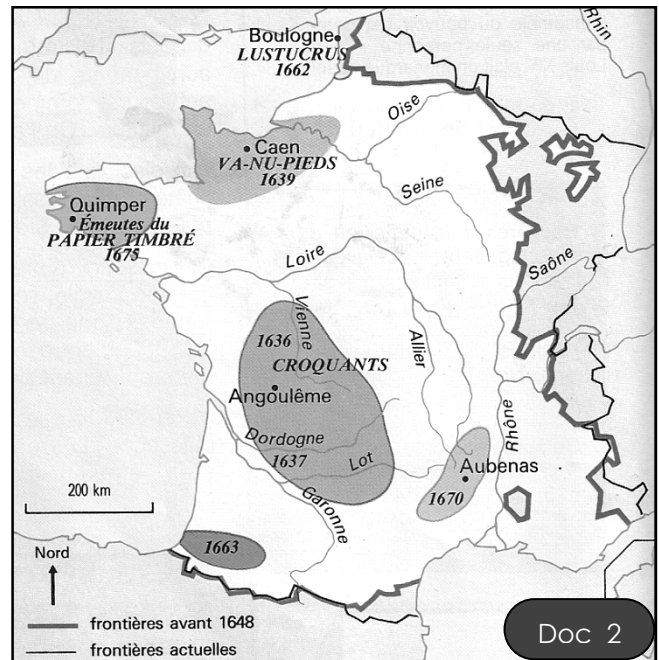 Boulogne
LUSTUCRUS
1662
Rhin
Oise
Caen
VA-NU-PIEDS
1639
Seine
Quimper
Émeutes du
PAPIER TIMBRÉ
1675
Loire
Saône
Vienne
Allier
1636
CROQUANTS
Angoulême
Rhône
Dordogne
1637
Lot
Aubenas
1670
Garonne
200 km
1663
Nord
frontières avant 1648
frontières actuelles
Doc 2